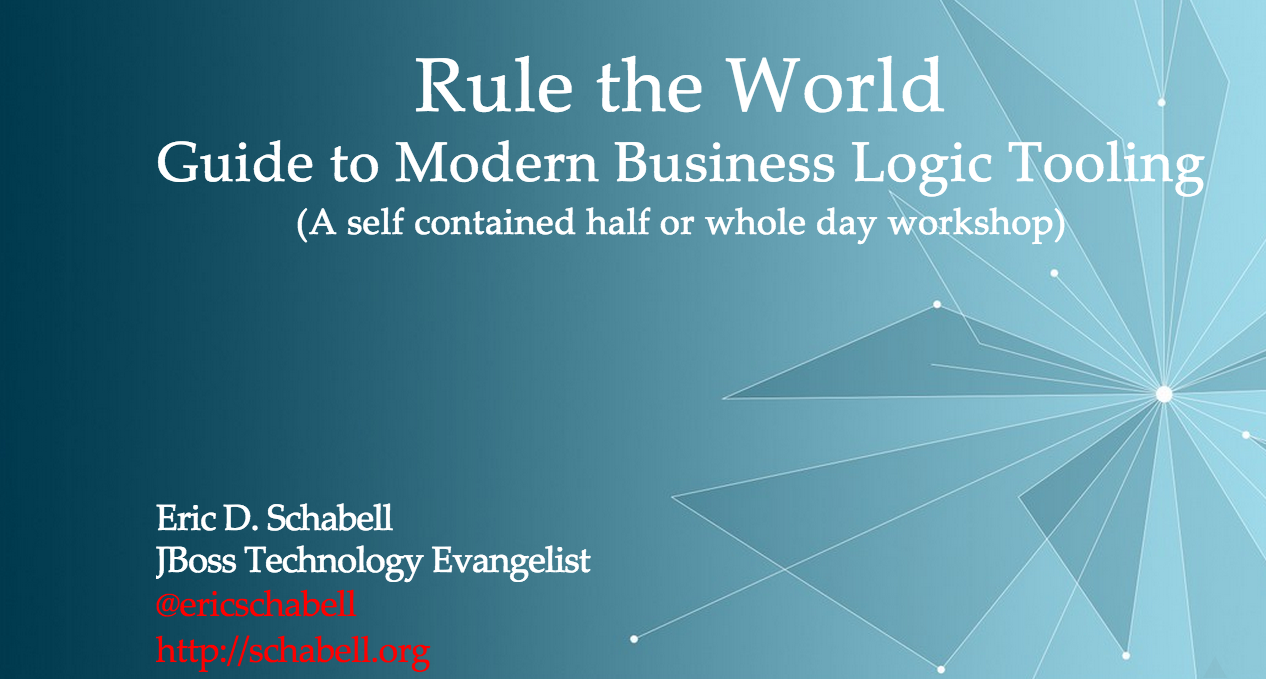 Rule the World
Guide to Modern Business Logic Tooling
(A self contained half or whole day workshop)
Eric D. Schabell
JBoss Technology Evangelist
@ericschabell
http://schabell.org